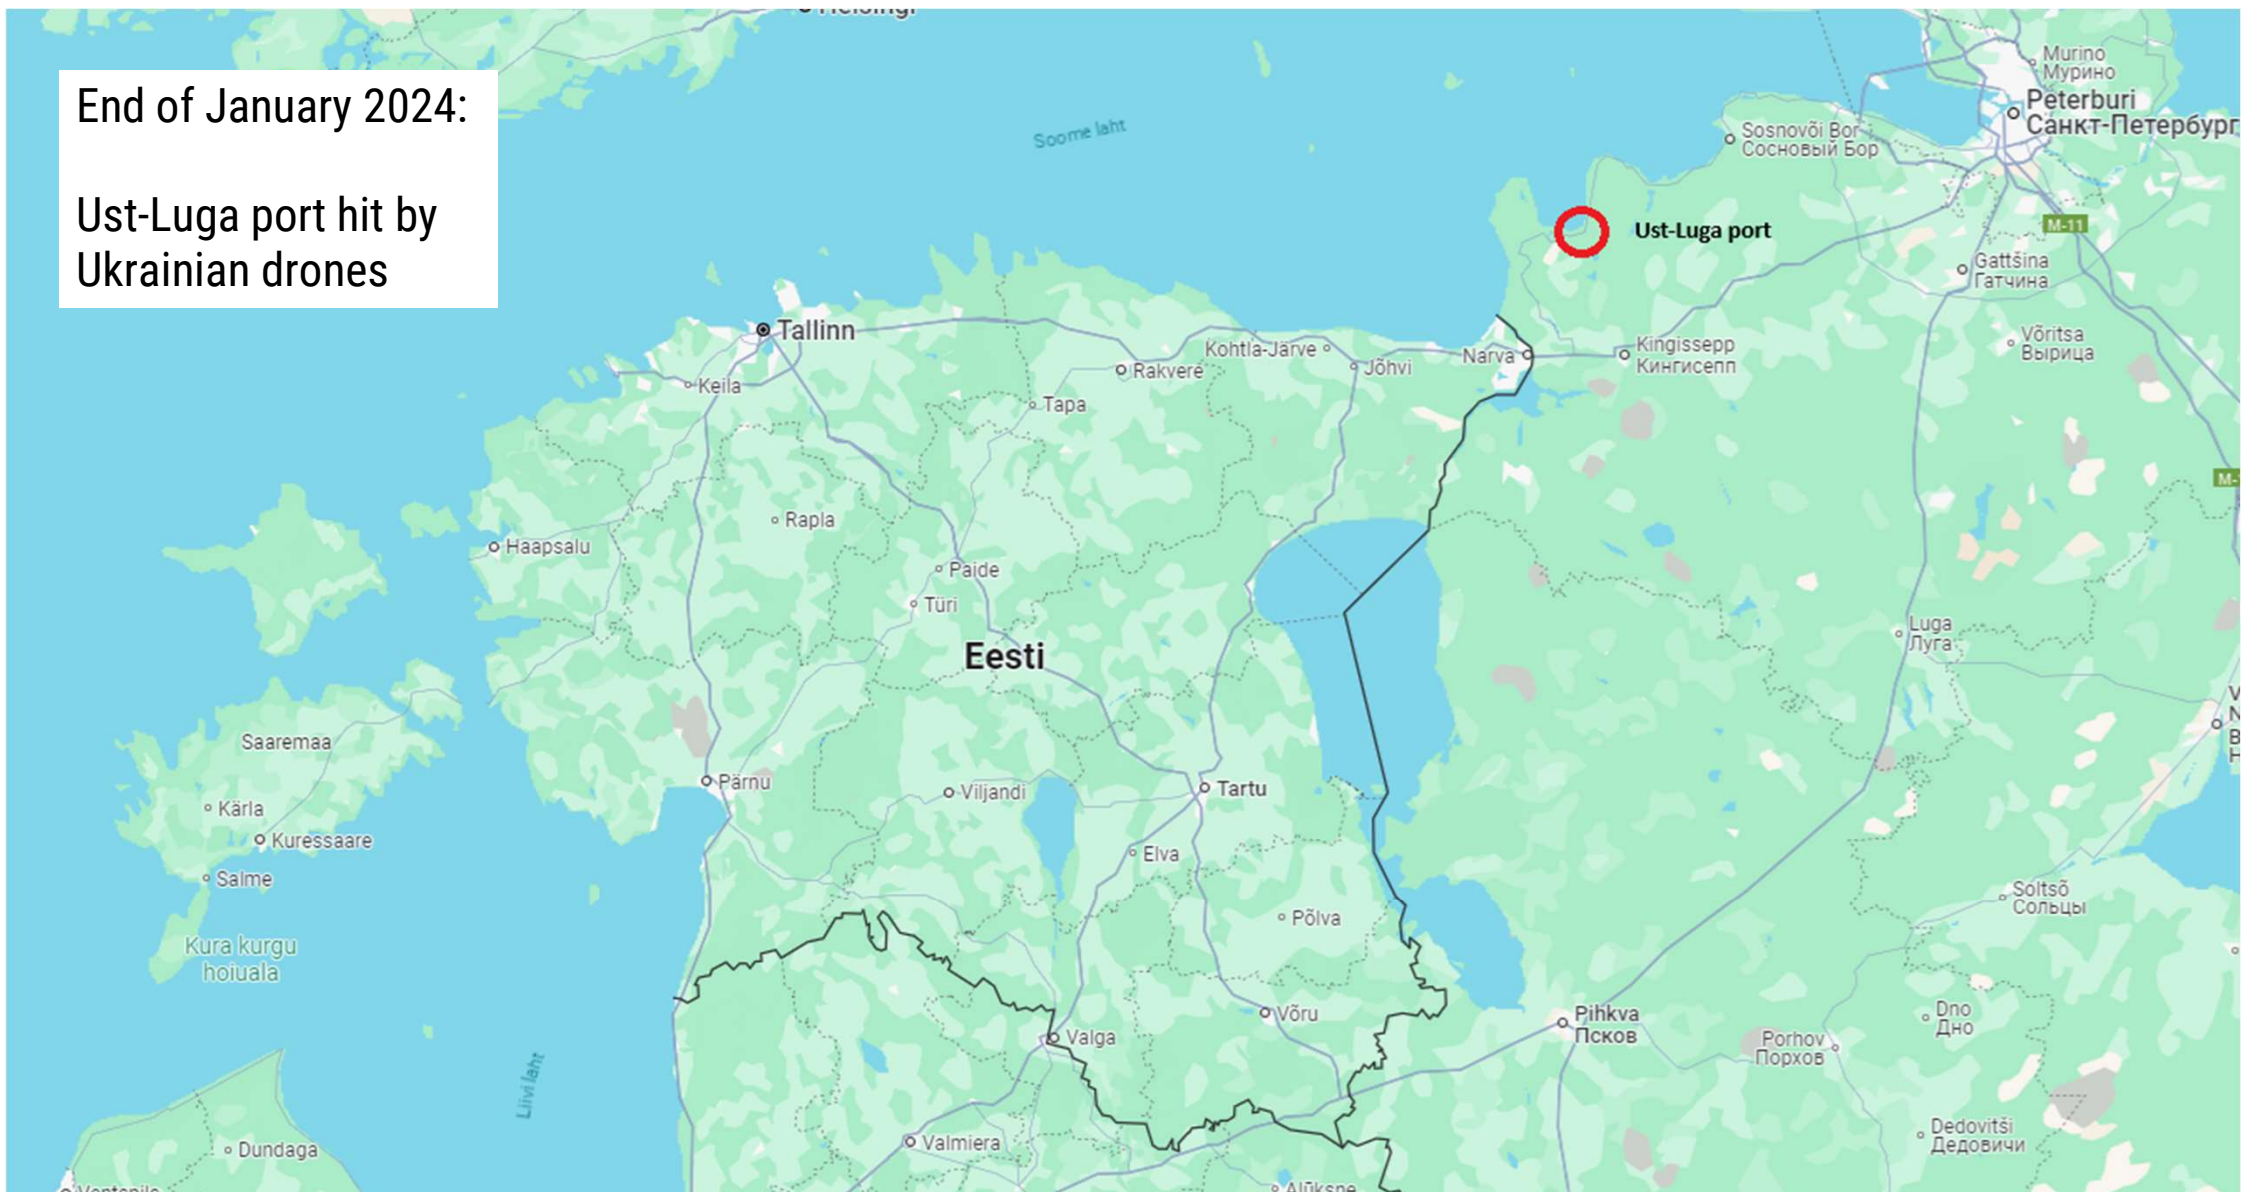 Helsingi
End of January 2024:
Ust-Luga port hit by
Ukrainian drones
Soome laht
Murino
Мурино
Peterburi
Санкт-Петербург
Sosnovõi Bor
Сосновый Бор
M-11
Ust-Luga port
Gattšina
Гатчина
Tallinn
Keila
Kohtla-Järve
Rakvere
Jõhvi
Narva
Kingissepp
Кингисепп
Võritsa
Вырица
Tapa
Rapla
Haapsalu
Paide
Türi
Eesti
Luga
Луга
Saaremaa
Kärla
Kuressaare
Salme
Pärnu
Viljandi
Tartu
Elva
Põlva
Soltsõ
Сольцы
Kura kurgu
hoiuala
Võru
Valga
Pihkva
Псков
Dno
Дно
Porhov
Порхов
Liivi laht
Dundaga
Valmiera
Dedovitši
Дедовичи
Alūksne
Ventspils